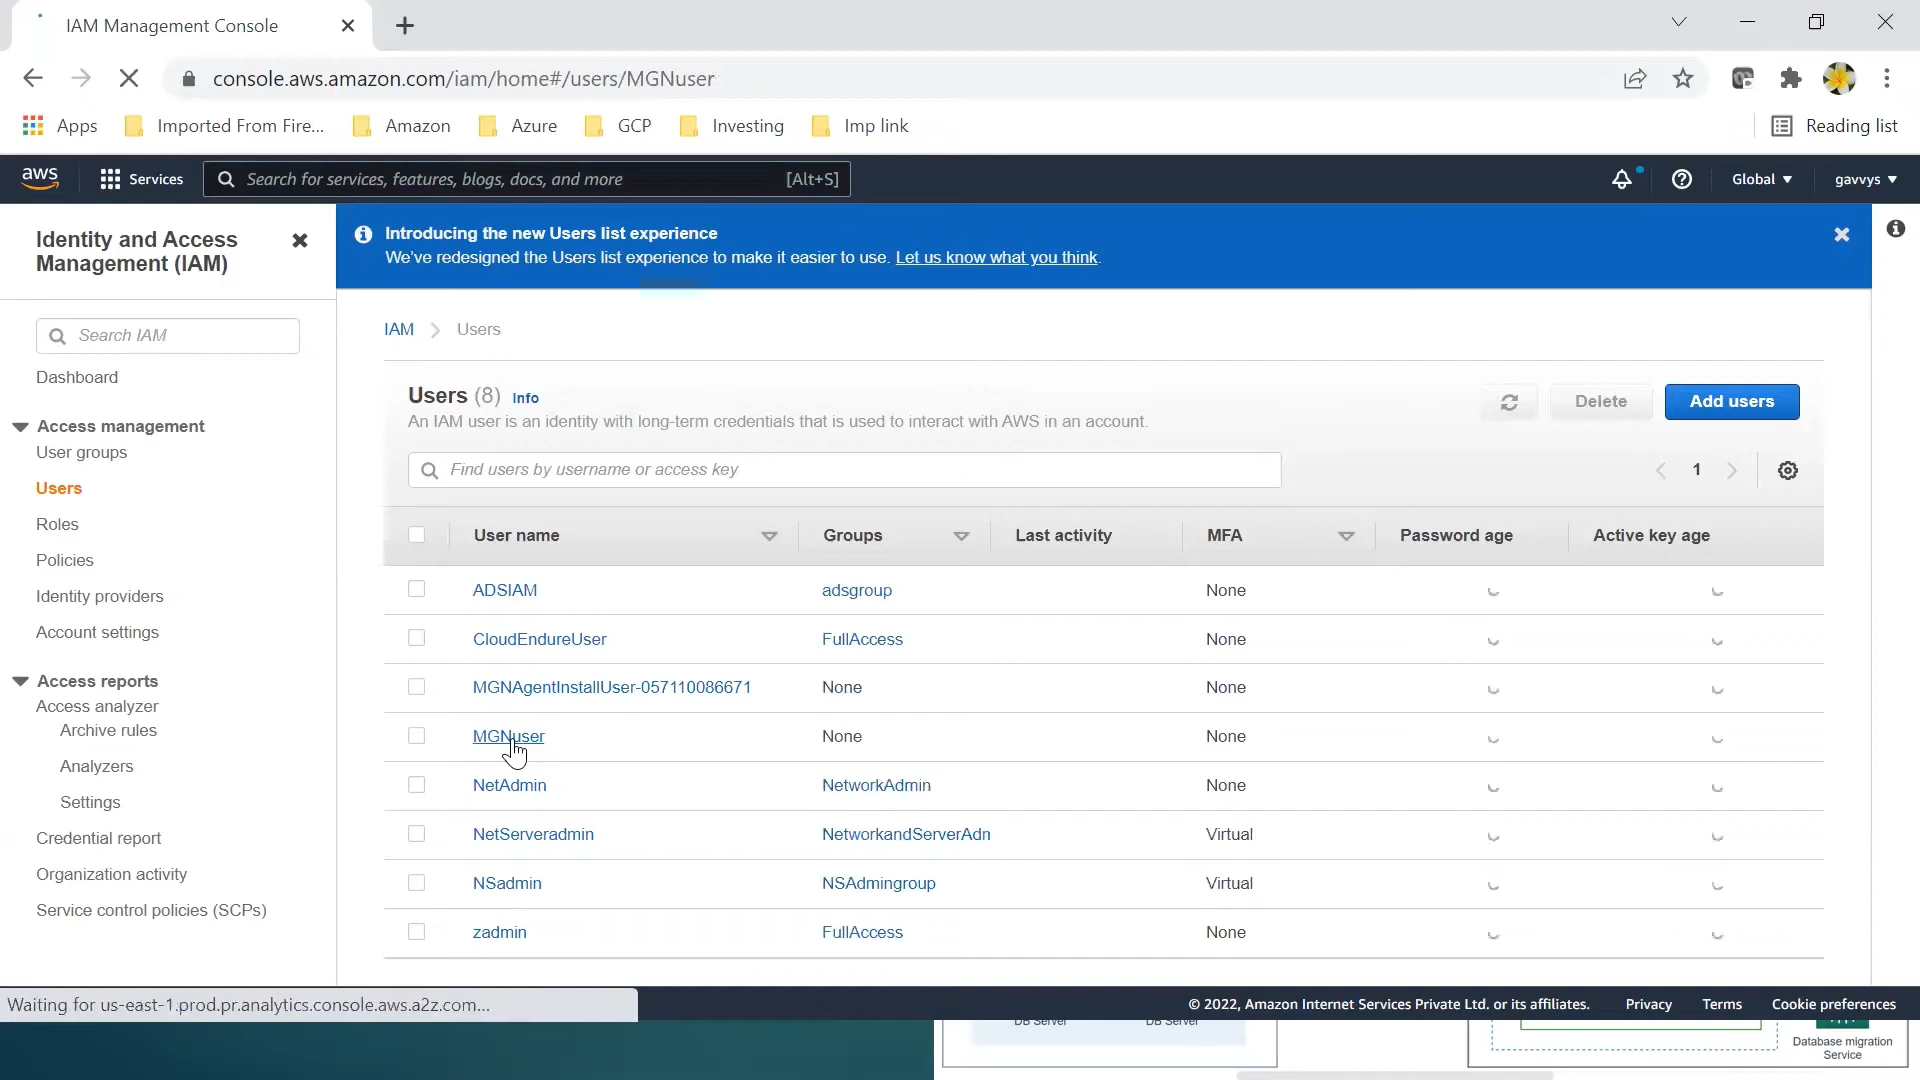 IAM Management Console
console.aws.amazon.com/iam/home#/users/MGNuser
Apps
Imported From Fire...
Amazon
Azure
GCP
Investing
Imp link
Reading list
aws
Services
Search for services, features, blogs, docs, and more
[Alt+S]
Global
gavvys
Identity and Access
Management (IAM)
Introducing the new Users list experience
We've redesigned the Users list experience to make it easier to use. Let us know what you think.
Search IAM
Dashboard
Access management
User groups
Users
Roles
Policies
Identity providers
Account settings
Access reports
Access analyzer
Archive rules
Analyzers
Settings
Credential report
Organization activity
Service control policies (SCPs)
IAM
Users
Users (8) Info
An IAM user is an identity with long-term credentials that is used to interact with AWS in an account.
Delete
Add users
Find users by username or access key
1
User name Groups Last activity MFA Password age Active key age
ADSIAM adsgroup None
CloudEndureUser FullAccess None
MGNAgentInstallUser-057110086671 None None
MGNuser None None
NetAdmin NetworkAdmin None
NetServeradmin NetworkandServerAdn Virtual
NSadmin NSAdmingroup Virtual
zadmin FullAccess None
Waiting for us-east-1.prod.pr.analytics.console.aws.a2z.com...
© 2022, Amazon Internet Services Private Ltd. or its affiliates.
Privacy
Terms
Cookie preferences
DB Server
DB Server
Database migration
Service